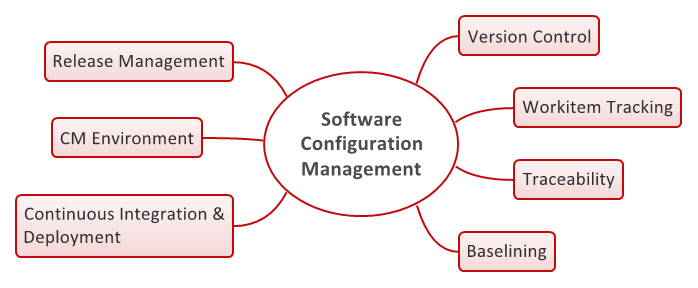 Version Control
Release Management
Workitem Tracking
Software
Configuration
Management
CM Environment
Traceability
Continuous Integration &
Deployment
Baselining